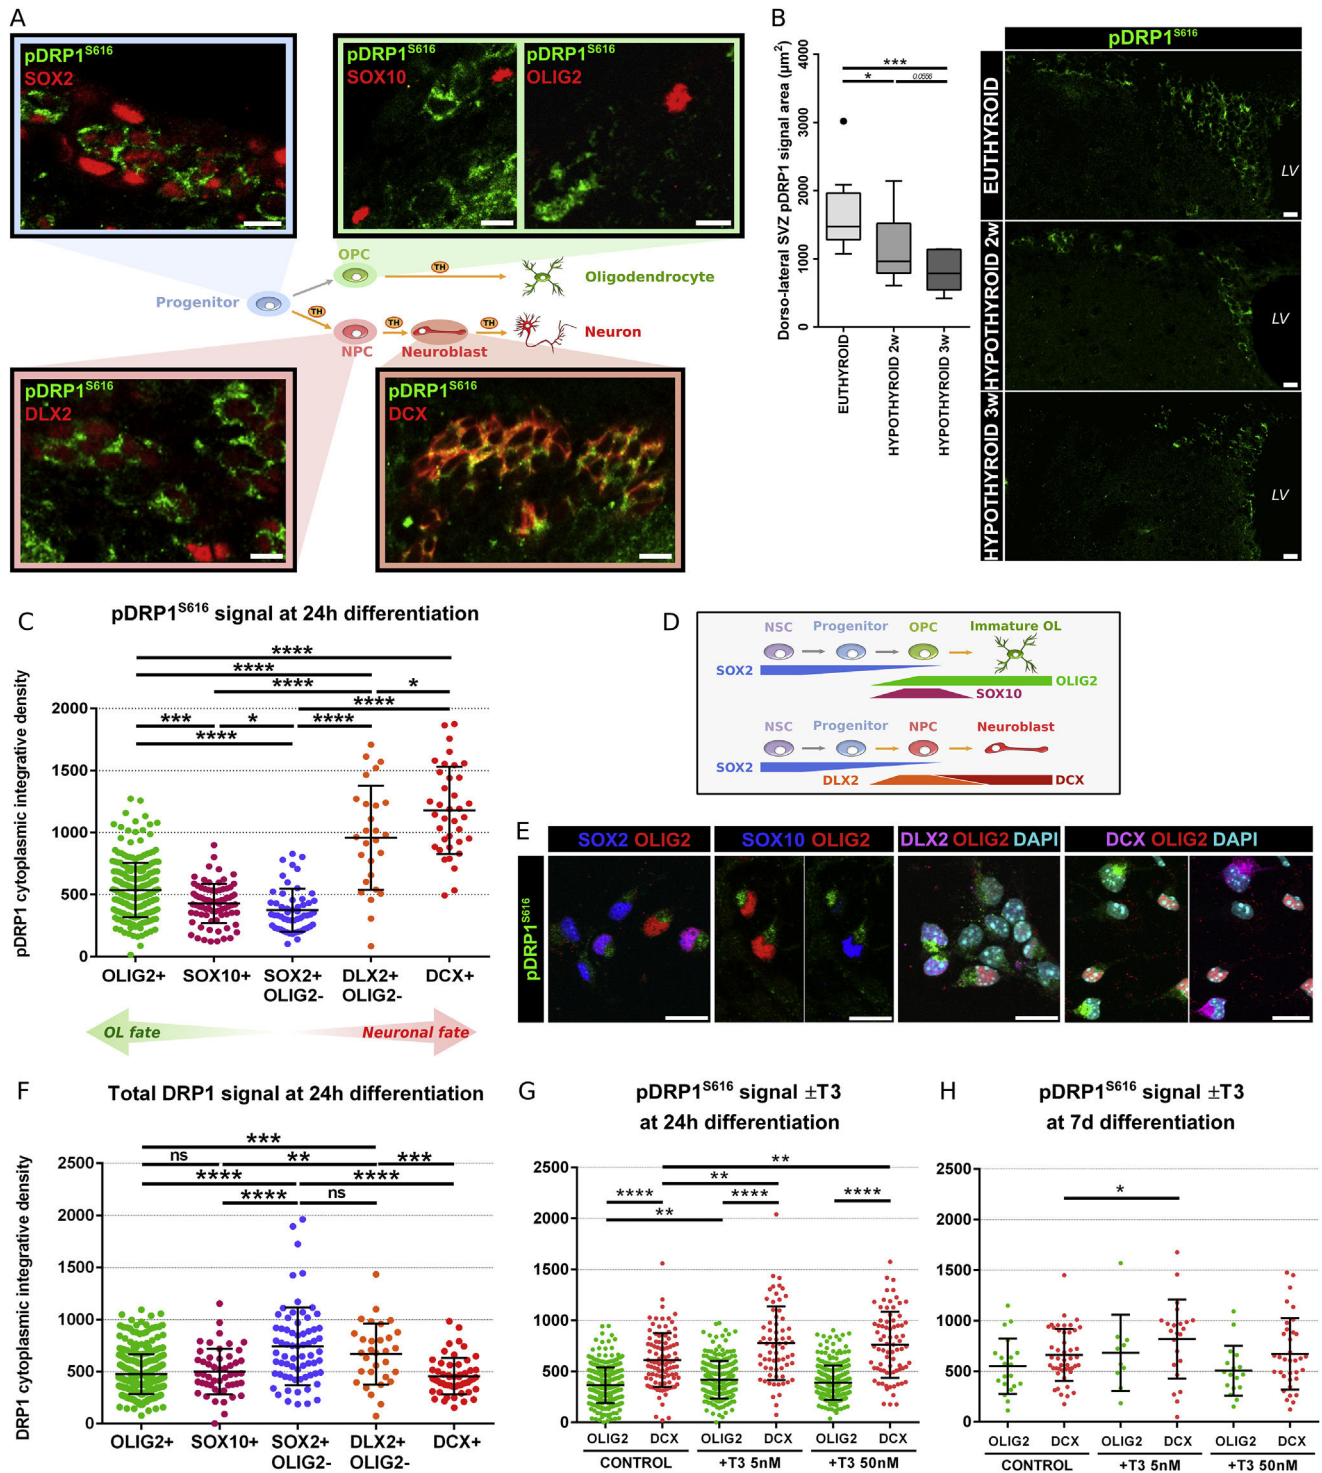 A
pDRP1S616
SOX2
pDRP1S616
SOX10
pDRP1S616
OLIG2
OPC
TH
Oligodendrocyte
Progenitor
TH
TH
TH
Neuron
NPC
Neuroblast
pDRP1S616
DLX2
pDRP1S616
DCX
B
Dorso-lateral SVZ pDRP1 signal area (µm2)
4000
3000
2000
1000
0
***
*
0.0556
EUTHYROID
HYPOTHYROID 2w
HYPOTHYROID 3w
pDRP1S616
EUTHYROID
LV
HYPOTHYROID 2w
LV
HYPOTHYROID 3w
LV
C
pDRP1S616 signal at 24h differentiation
pDRP1 cytoplasmic integrative density
****
****
**** *
****
*** * ****
****
2000
1500
1000
500
0
OLIG2+ SOX10+ SOX2+ DLX2+ DCX+
OLIG2- OLIG2-
OL fate Neuronal fate
D
NSC Progenitor OPC Immature OL
SOX2
OLIG2
SOX10
NSC Progenitor NPC Neuroblast
SOX2
DLX2 DCX
E
SOX2 OLIG2 SOX10 OLIG2 DLX2 OLIG2 DAPI DCX OLIG2 DAPI
pDRP1S616
F
Total DRP1 signal at 24h differentiation
DRP1 cytoplasmic integrative density
***
ns ** ***
**** ****
**** ns
2500
2000
1500
1000
500
0
OLIG2+ SOX10+ SOX2+ DLX2+ DCX+
OLIG2- OLIG2-
G
pDRP1S616 signal ±T3
at 24h differentiation
**
**
**** **** ****
**
2500
2000
1500
1000
500
0
OLIG2 DCX OLIG2 DCX OLIG2 DCX
CONTROL +T3 5nM +T3 50nM
H
pDRP1S616 signal ±T3
at 7d differentiation
*
2500
2000
1500
1000
500
0
OLIG2 DCX OLIG2 DCX OLIG2 DCX
CONTROL +T3 5nM +T3 50nM